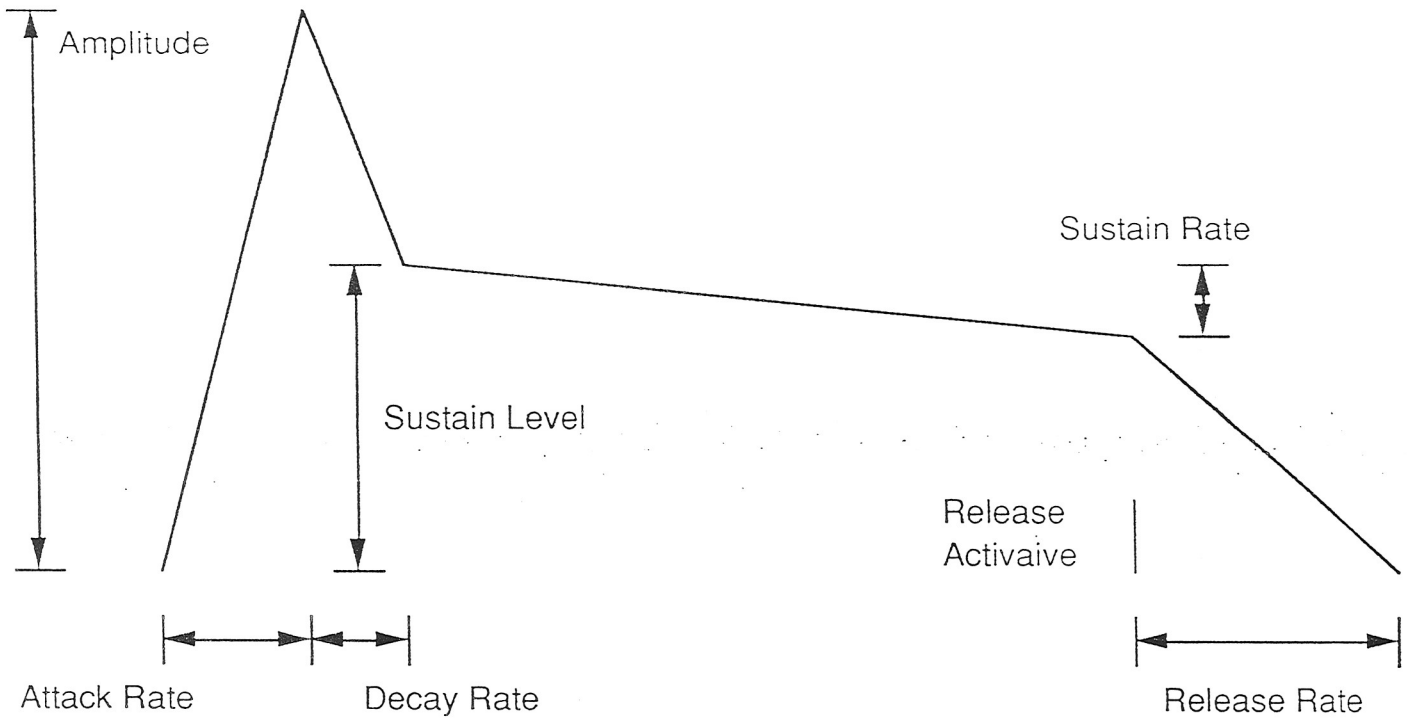 Amplitude
Sustain Rate
Sustain Level
Release
Activaive
Attack Rate
Decay Rate
Release Rate